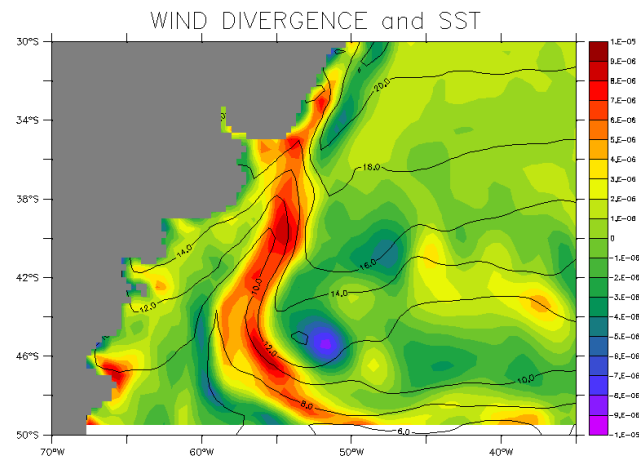 WIND DIVERGENCE and SST
30°S
34°S
38°S
42°S
46°S
50°S
70°W
60°W
50°W
40°W
20.0
18.0
16.0
14.0
14.0
12.0
10.0
12.0
10.0
8.0
6.0
1.E-05
9.E-06
8.E-06
7.E-06
6.E-06
5.E-06
4.E-06
3.E-06
2.E-06
1.E-06
0
-1.E-06
-2.E-06
-3.E-06
-4.E-06
-5.E-06
-6.E-06
-7.E-06
-8.E-06
-9.E-06
-1.E-05